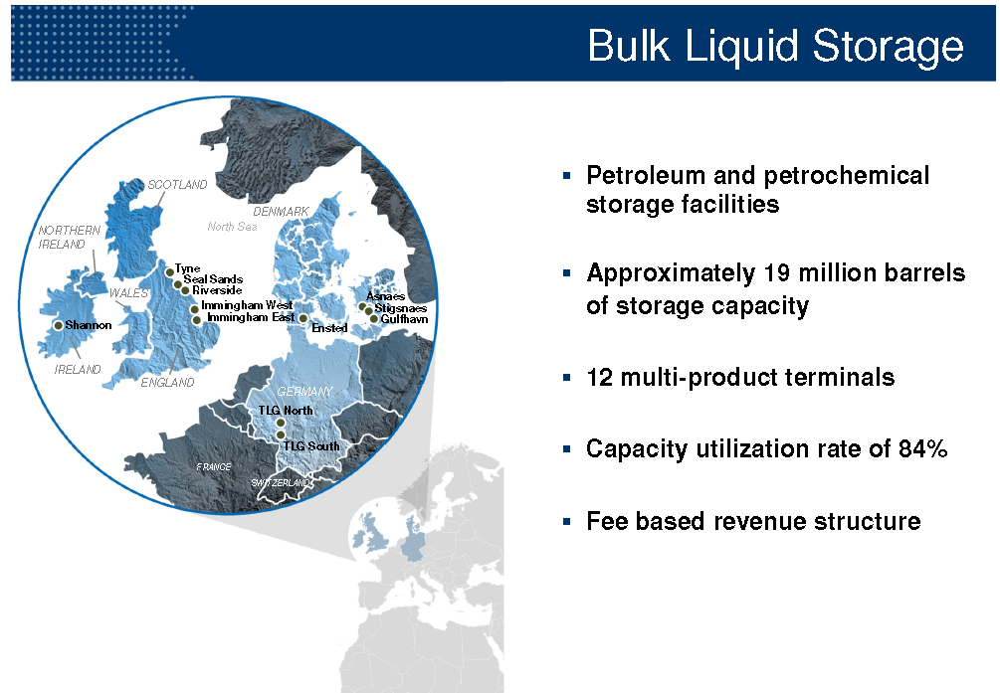 Bulk Liquid Storage
SCOTLAND
DENMARK
North Sea
NORTHERN
IRELAND
Tyne
Seal Sands
Riverside
WALES
Asnaes
Immingham West
Stigsnaes
Shannon
Immingham East
Gulfhavn
Ensted
IRELAND
ENGLAND
GERMANY
TLG North
TLG South
FRANCE
SWITZERLAND
▪ Petroleum and petrochemical
storage facilities
▪ Approximately 19 million barrels
of storage capacity
▪ 12 multi-product terminals
▪ Capacity utilization rate of 84%
▪ Fee based revenue structure